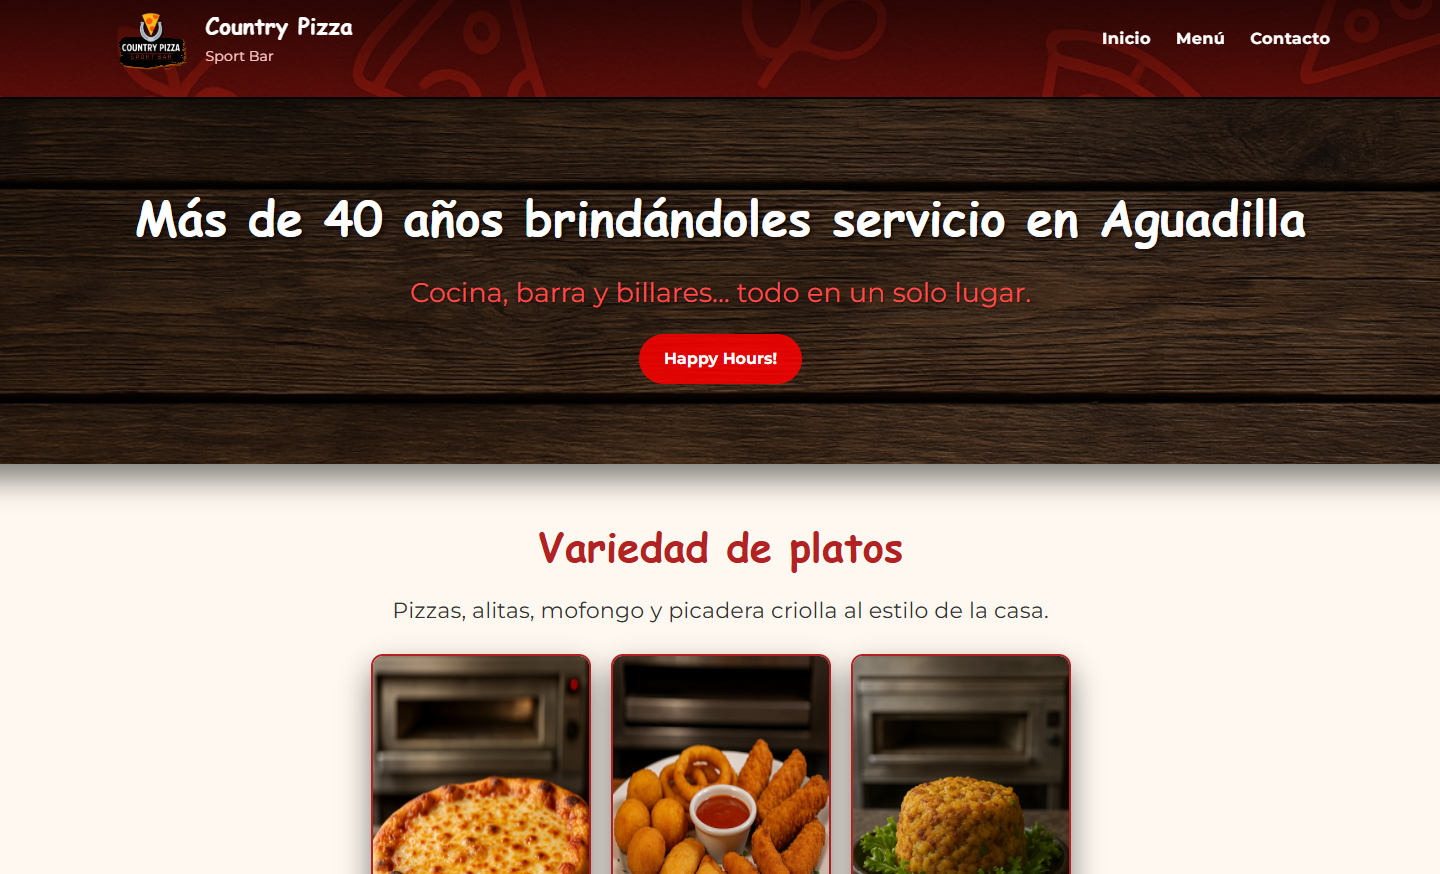 COUNTRY PIZZA
SPORT BAR
Country Pizza
Sport Bar
Inicio
Menú
Contacto
Más de 40 años brindándoles servicio en Aguadilla
Cocina, barra y billares... todo en un solo lugar.
Happy Hours!
Variedad de platos
Pizzas, alitas, mofongo y picadera criolla al estilo de la casa.